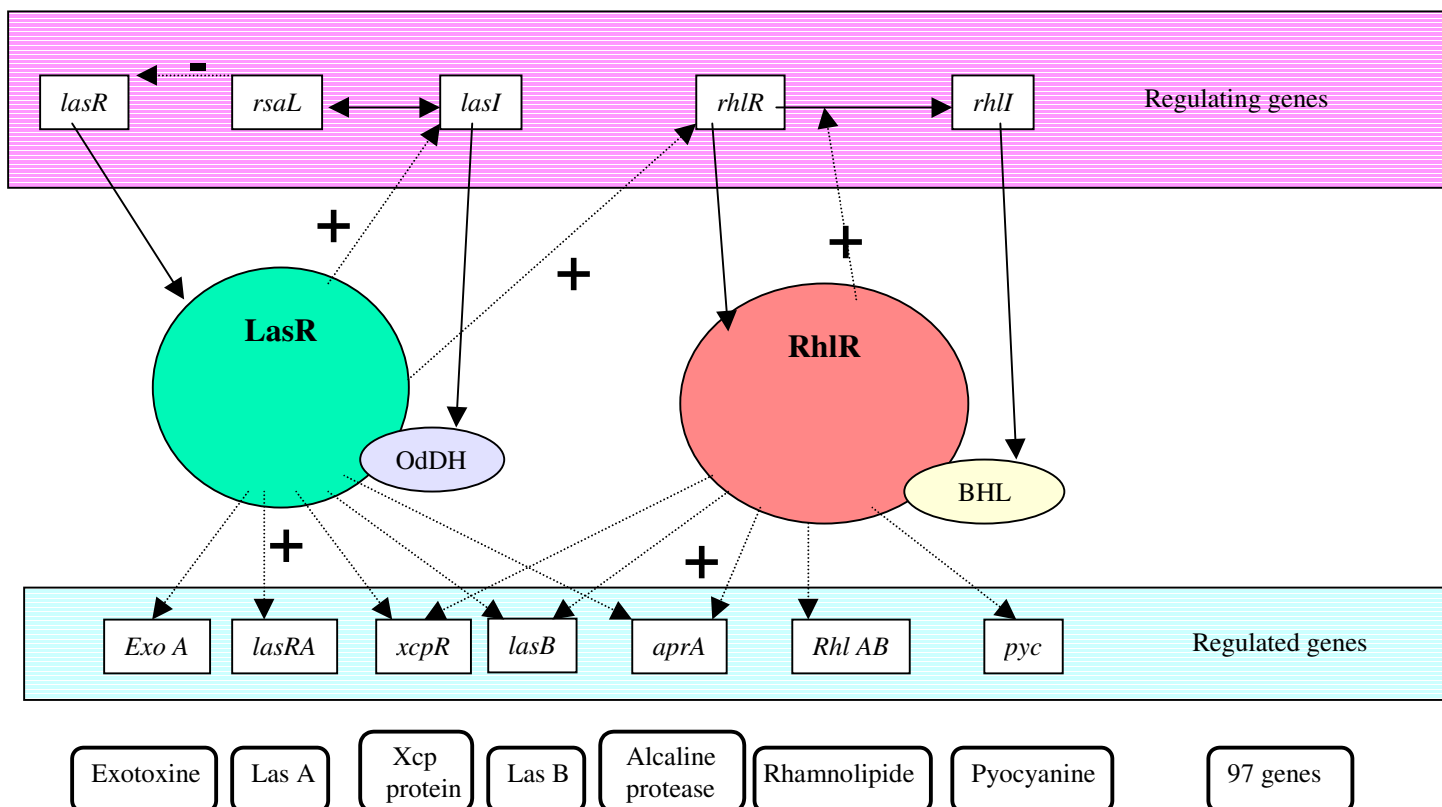 -
lasR
rsaL
lasI
rhlR
rhlI
Regulating genes
+
+
+
LasR
RhlR
OdDH
BHL
+
+
Exo A
lasRA
xcpR
lasB
aprA
Rhl AB
pyc
Regulated genes
Exotoxine
Las A
Xcp
protein
Las B
Alcaline
protease
Rhamnolipide
Pyocyanine
97 genes